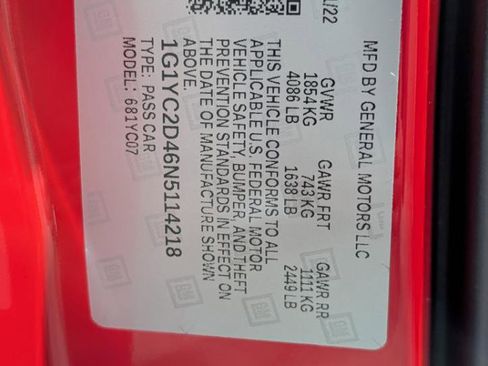 MFD BY GENERAL MOTORS LLC
/22 GVWR GAWR FRT GAWR RR
1854 KG 743 KG 1111 KG
4086 LB 1638 LB 2449 LB
THIS VEHICLE CONFORMS TO ALL
APPLICABLE U.S. FEDERAL MOTOR
VEHICLE SAFETY, BUMPER, AND THEFT
PREVENTION STANDARDS IN EFFECT ON
THE DATE OF MANUFACTURE SHOWN
ABOVE.
1G1YC2D46N5114218
TYPE: PASS CAR
MODEL: 681YC07